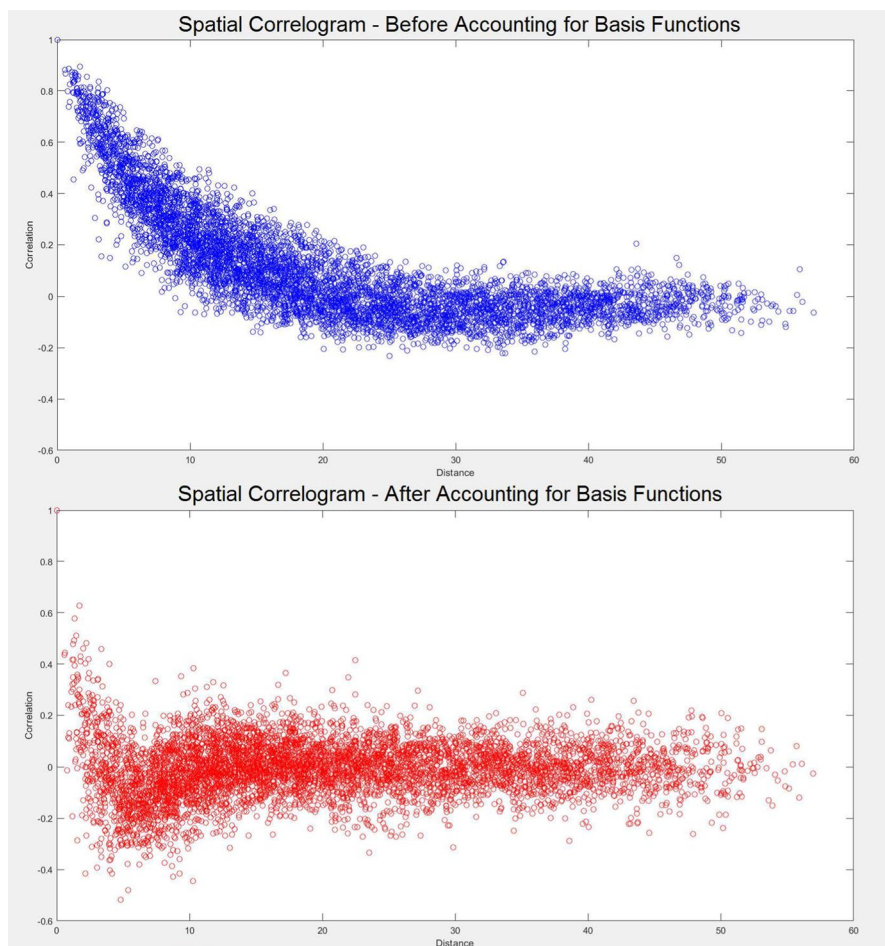 Spatial Correlogram - Before Accounting for Basis Functions
1
0.8
0.6
0.4
0.2
0
-0.2
-0.4
-0.6
Correlation
0 10 20 30 40 50 60
Distance
Spatial Correlogram - After Accounting for Basis Functions
1
0.8
0.6
0.4
0.2
0
-0.2
-0.4
-0.6
Correlation
0 10 20 30 40 50 60
Distance